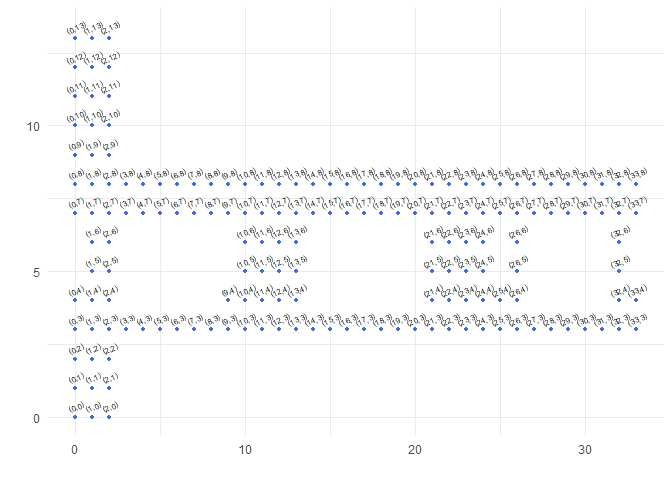 (0,13) (1,13) (2,13)
(0,12) (1,12) (2,12)
(0,11) (1,11) (2,11)
10 (0,10) (1,10) (2,10)
(0,9) (1,9) (2,9)
(0,8) (1,8) (2,8) (3,8) (4,8) (5,8) (6,8) (7,8) (8,8) (9,8) (10,8) (11,8) (12,8) (13,8) (14,8) (15,8) (16,8) (17,8) (18,8) (19,8) (20,8) (21,8) (22,8) (23,8) (24,8) (25,8) (26,8) (27,8) (28,8) (29,8) (30,8) (31,8) (32,8) (33,8)
(0,7) (1,7) (2,7) (3,7) (4,7) (5,7) (6,7) (7,7) (8,7) (9,7) (10,7) (11,7) (12,7) (13,7) (14,7) (15,7) (16,7) (17,7) (18,7) (19,7) (20,7) (21,7) (22,7) (23,7) (24,7) (25,7) (26,7) (27,7) (28,7) (29,7) (30,7) (31,7) (32,7) (33,7)
(1,6) (2,6) (10,6) (11,6) (12,6) (13,6) (21,6) (22,6) (23,6) (24,6) (26,6) (32,6)
5 (1,5) (2,5) (10,5) (11,5) (12,5) (13,5) (21,5) (22,5) (23,5) (24,5) (26,5) (32,5)
(0,4) (1,4) (2,4) (9,4) (10,4) (11,4) (12,4) (13,4) (21,4) (22,4) (23,4) (24,4) (25,4) (26,4) (32,4) (33,4)
(0,3) (1,3) (2,3) (3,3) (4,3) (5,3) (6,3) (7,3) (8,3) (9,3) (10,3) (11,3) (12,3) (13,3) (14,3) (15,3) (16,3) (17,3) (18,3) (19,3) (20,3) (21,3) (22,3) (23,3) (24,3) (25,3) (26,3) (27,3) (28,3) (29,3) (30,3) (31,3) (32,3) (33,3)
(0,2) (1,2) (2,2)
(0,1) (1,1) (2,1)
0 (0,0) (1,0) (2,0)
0 10 20 30